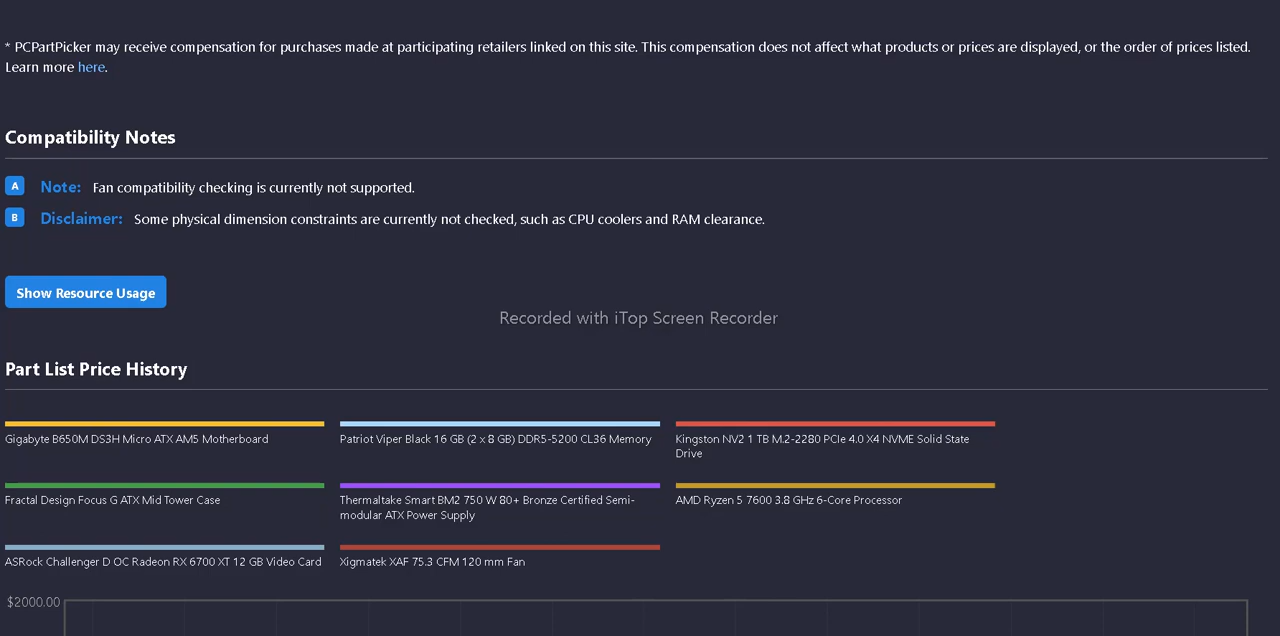 * PCPartPicker may receive compensation for purchases made at participating retailers linked on this site. This compensation does not affect what products or prices are displayed, or the order of prices listed.
Learn more here.
Compatibility Notes
A Note: Fan compatibility checking is currently not supported.
B Disclaimer: Some physical dimension constraints are currently not checked, such as CPU coolers and RAM clearance.
Show Resource Usage
Recorded with iTop Screen Recorder
Part List Price History
Gigabyte B650M DS3H Micro ATX AM5 Motherboard
Patriot Viper Black 16 GB (2 x 8 GB) DDR5-5200 CL36 Memory
Kingston NV2 1 TB M.2-2280 PCIe 4.0 X4 NVME Solid State
Drive
Fractal Design Focus G ATX Mid Tower Case
Thermaltake Smart BM2 750 W 80+ Bronze Certified Semi-
modular ATX Power Supply
AMD Ryzen 5 7600 3.8 GHz 6-Core Processor
ASRock Challenger D OC Radeon RX 6700 XT 12 GB Video Card
Xigmatek XAF 75.3 CFM 120 mm Fan
$2000.00